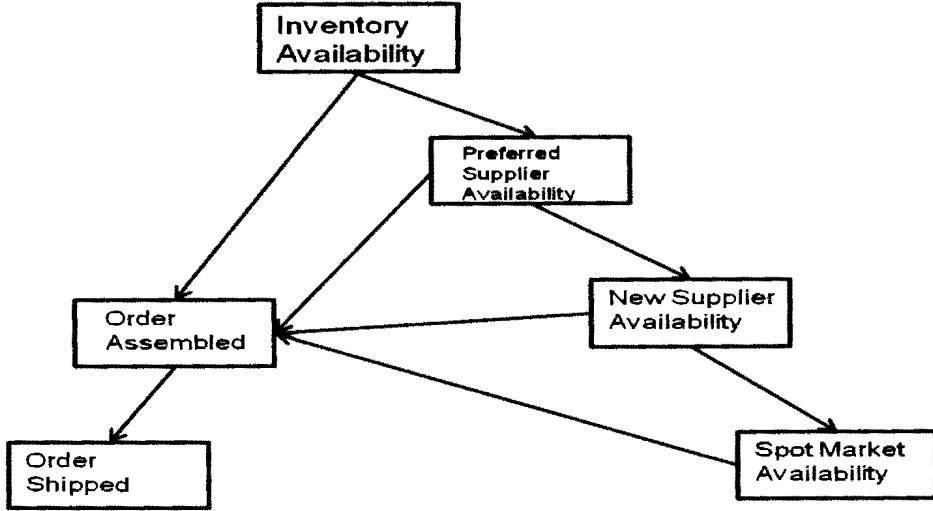 Inventory
Availability
Preferred
Supplier
Availability
New Supplier
Availability
Order
Assembled
Spot Market
Availability
Order
Shipped